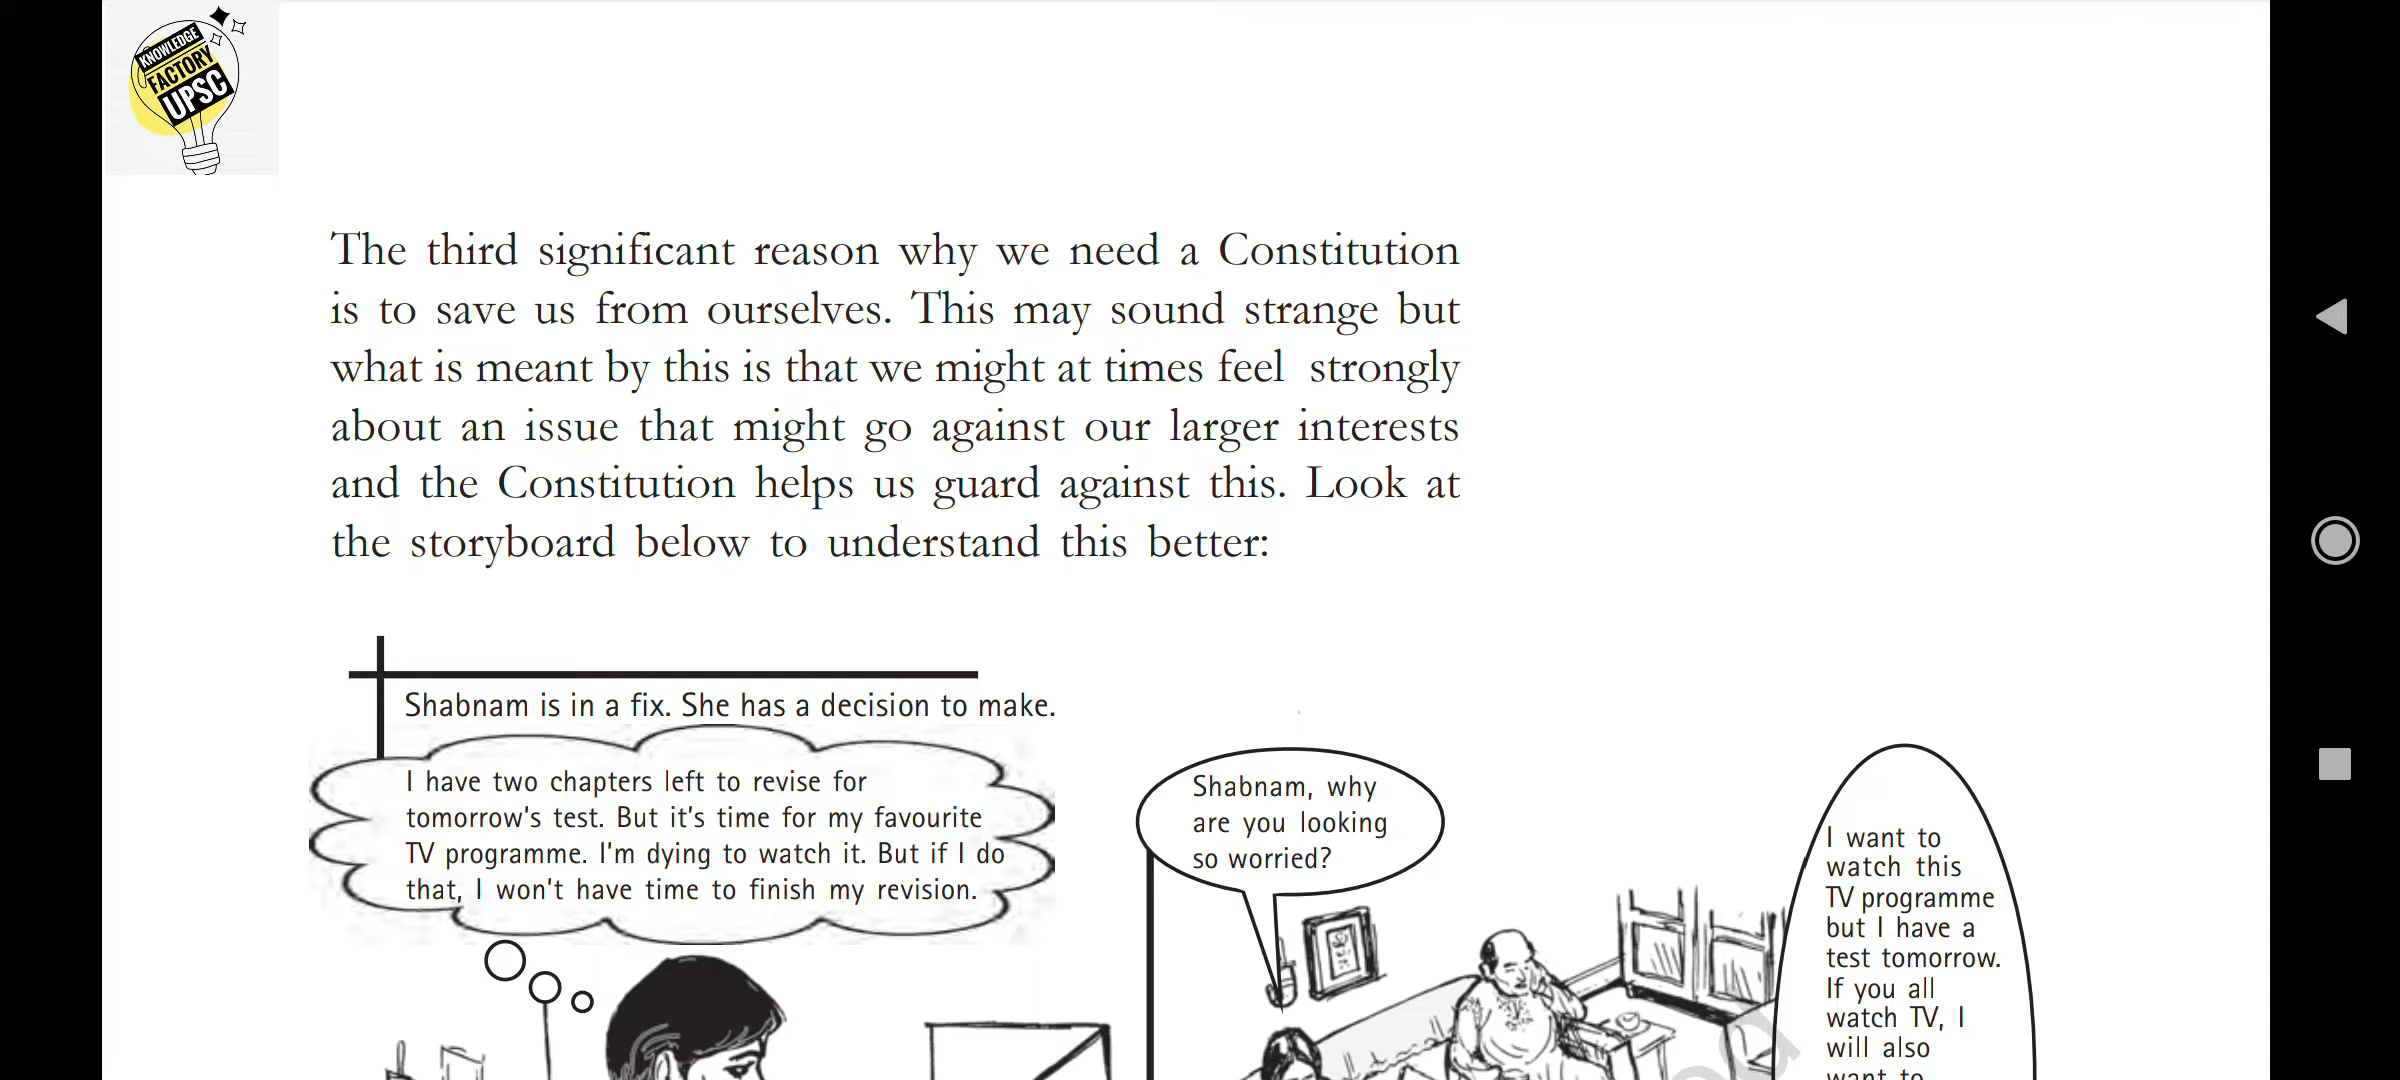 KNOWLEDGE
FACTORY
UPSC
The third significant reason why we need a Constitution
is to save us from ourselves. This may sound strange but
what is meant by this is that we might at times feel strongly
about an issue that might go against our larger interests
and the Constitution helps us guard against this. Look at
the storyboard below to understand this better:
Shabnam is in a fix. She has a decision to make.
I have two chapters left to revise for
tomorrow's test. But it's time for my favourite
TV programme. I'm dying to watch it. But if I do
that, I won't have time to finish my revision.
Shabnam, why
are you looking
so worried?
I want to
watch this
TV programme
but I have a
test tomorrow.
If you all
watch TV, I
will also
want to